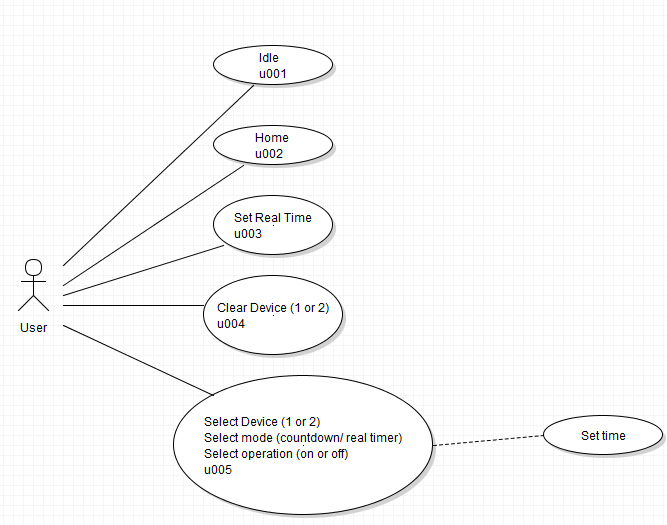 Idle
u001
Home
u002
Set Real Time
u003
Clear Device (1 or 2)
u004
User
Select Device (1 or 2)
Select mode (countdown/ real timer)
Select operation (on or off)
u005
Set time